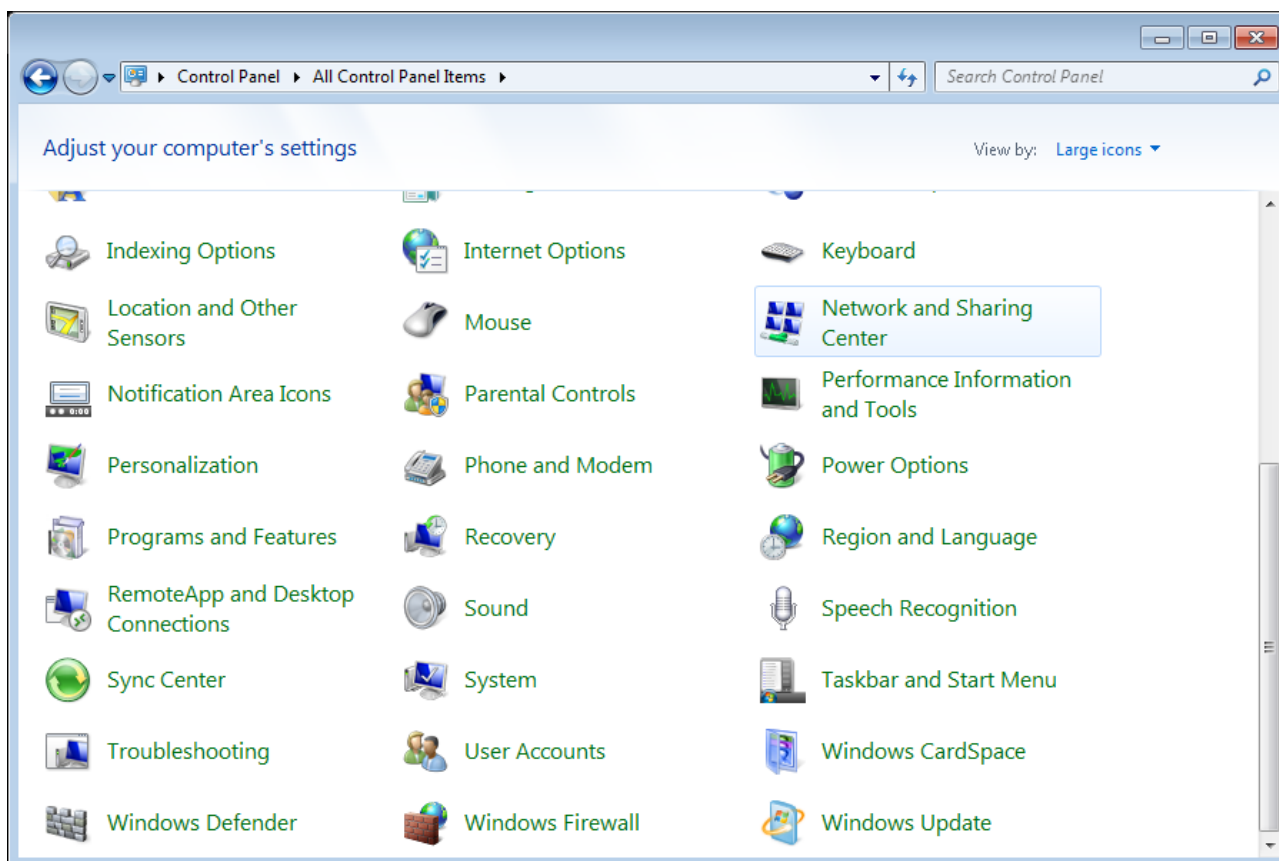 Control Panel All Control Panel Items
Search Control Panel
Adjust your computer's settings
View by: Large icons
Indexing Options
Internet Options
Keyboard
Location and Other
Sensors
Mouse
Network and Sharing
Center
Notification Area Icons
Parental Controls
Performance Information
and Tools
Personalization
Phone and Modem
Power Options
Programs and Features
Recovery
Region and Language
RemoteApp and Desktop
Connections
Sound
Speech Recognition
Sync Center
System
Taskbar and Start Menu
Troubleshooting
User Accounts
Windows CardSpace
Windows Defender
Windows Firewall
Windows Update